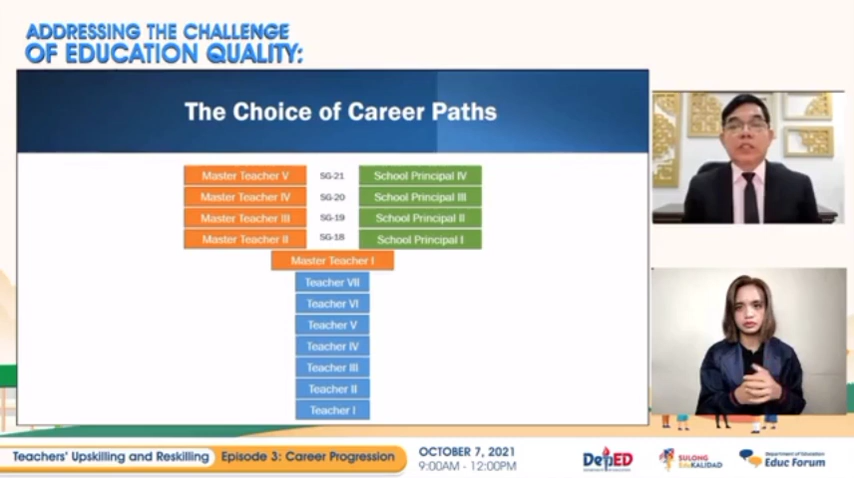 ADDRESSING THE CHALLENGE
OF EDUCATION QUALITY:
The Choice of Career Paths
Master Teacher V SG-21 School Principal IV
Master Teacher IV SG-20 School Principal III
Master Teacher III SG-19 School Principal II
Master Teacher II SG-18 School Principal I
Master Teacher I
Teacher VII
Teacher VI
Teacher V
Teacher IV
Teacher III
Teacher II
Teacher I
Teachers' Upskilling and Reskilling Episode 3: Career Progression
OCTOBER 7, 2021
9:00AM - 12:00PM
DepED
SULONG
EduKALIDAD
Department of Education
Educ Forum